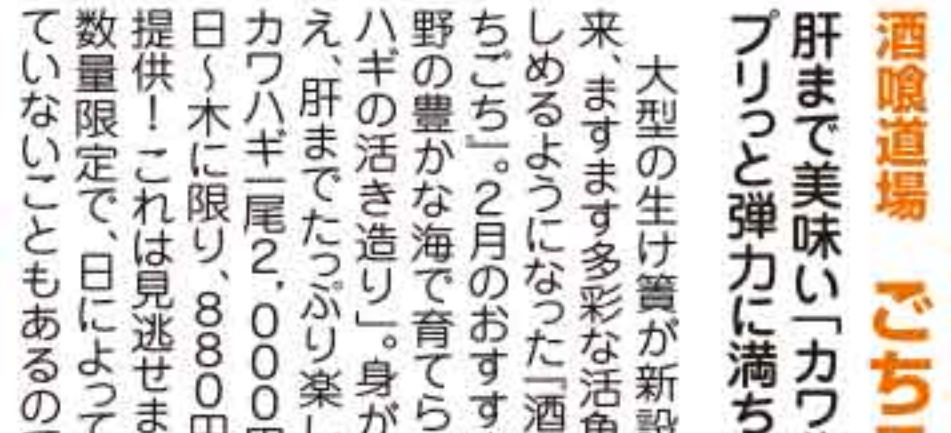 酒喰道場 ごち
肝まで美味い「カワ
プリっと弾力に満ち
大型の生け簀が新設
来、ますます多彩な活魚
しめるようになった『酒
ちごち』。2月のおすす
野の豊かな海で育てら
ハギの活き造り」。身が
え、肝までたっぷり楽し
カワハギ一尾2,000円
日〜木に限り、880円
提供！これは見逃せま
数量限定で、日によって
ていないこともあるの